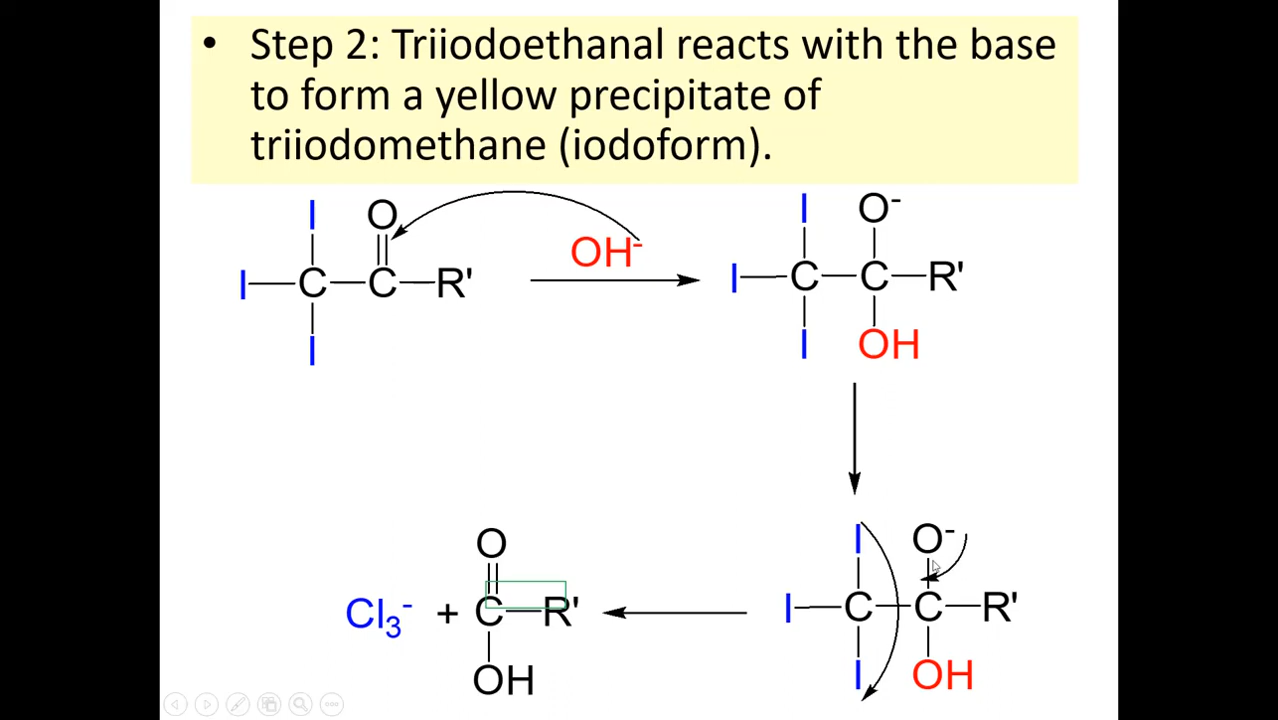 • Step 2: Triiodoethanal reacts with the base
to form a yellow precipitate of
triiodomethane (iodoform).
I O I O⁻
OH⁻
I C C R' I C C R'
I I OH
O I O⁻
CI₃⁻ + C R' I C C R'
OH I OH